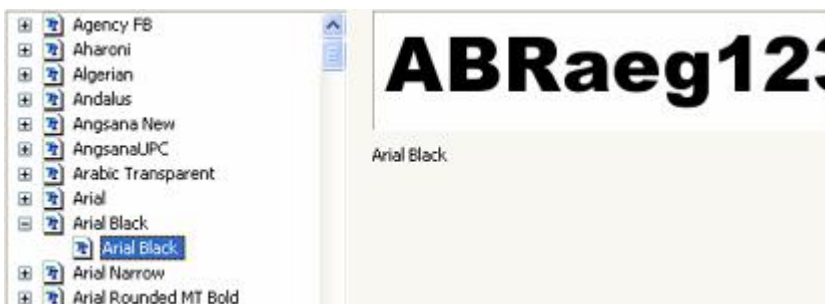 Agency FB
Aharoni
Algerian
Andalus
Angsana New
AngsanaUPC
Arabic Transparent
Arial
Arial Black
Arial Black
Arial Narrow
Arial Rounded MT Bold
ABRaeg123
Arial Black